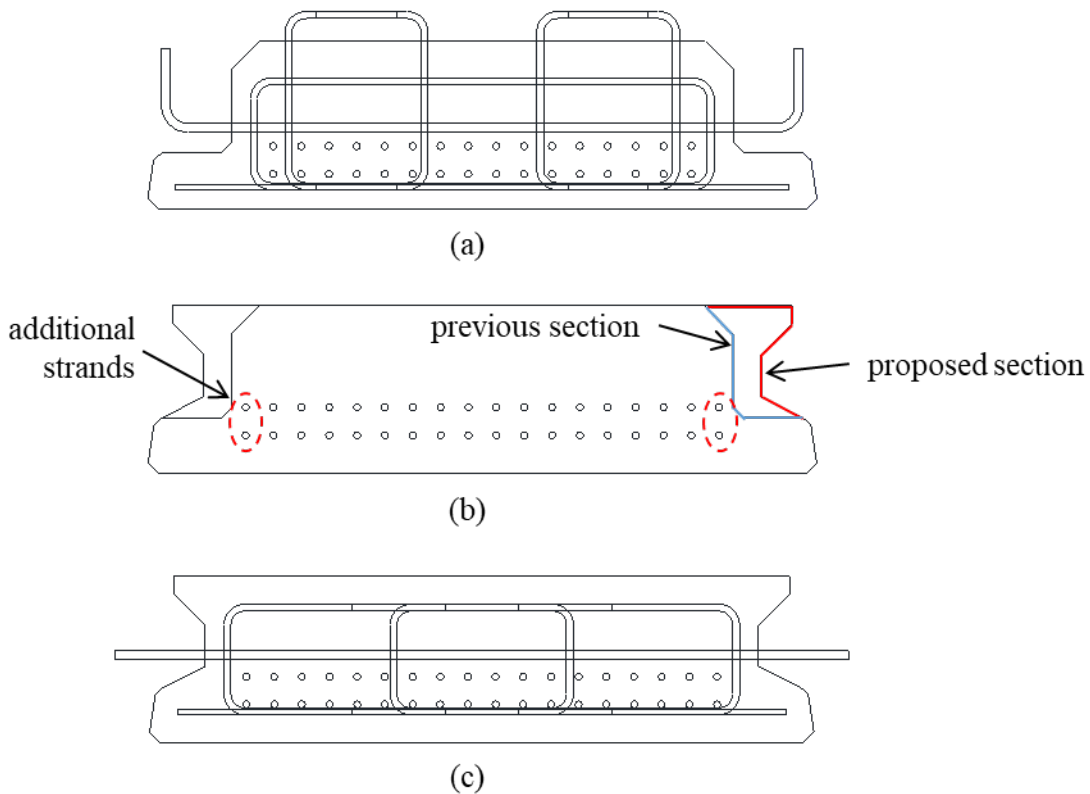 (a)
additional
strands
previous section
proposed section
(b)
(c)